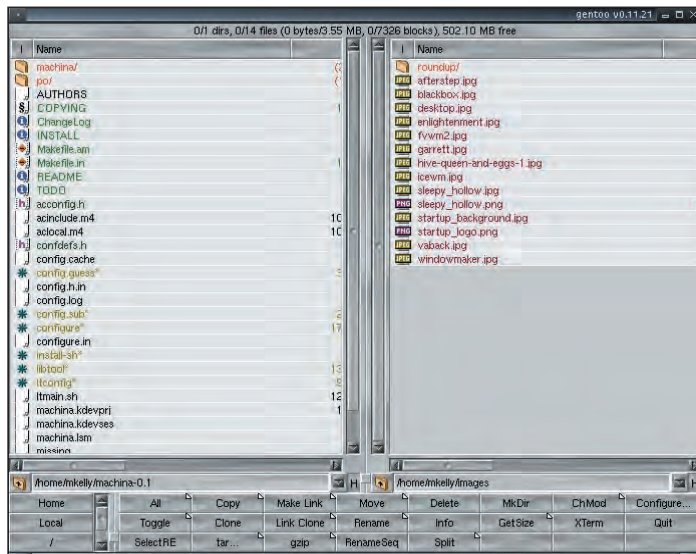 gentoo v0.11.21
0/1 dirs, 0/14 files (0 bytes/3.55 MB, 0/7326 blocks), 502.10 MB free
I Name
machina/
po/
AUTHORS
COPYING
ChangeLog
INSTALL
Makefile.am
Makefile.in
README
TODO
acconfig.h
acinclude.m4 10
aclocal.m4 10
confdefs.h
config.cache
config.guess*
config.h.in
config.log
config.sub*
configure* 17
configure.in
install-sh*
libtool* 13
ltconfig*
ltmain.sh 12
machina.kdevprj 1
machina.kdevses
machina.lsm
missing
/home/mkelly/machina-0.1 H
I Name
roundup/
afterstep.jpg
blackbox.jpg
desktop.jpg
enlightenment.jpg
fvwm2.jpg
garrett.jpg
hive-queen-and-eggs-1.jpg
icewm.jpg
sleepy_hollow.jpg
sleepy_hollow.png
startup_background.jpg
startup_logo.png
vaback.jpg
windowmaker.jpg
/home/mkelly/images H
Home All Copy Make Link Move Delete MkDir ChMod Configure...
Local Toggle Clone Link Clone Rename Info GetSize XTerm Quit
/ SelectRE tar... gzip RenameSeq Split